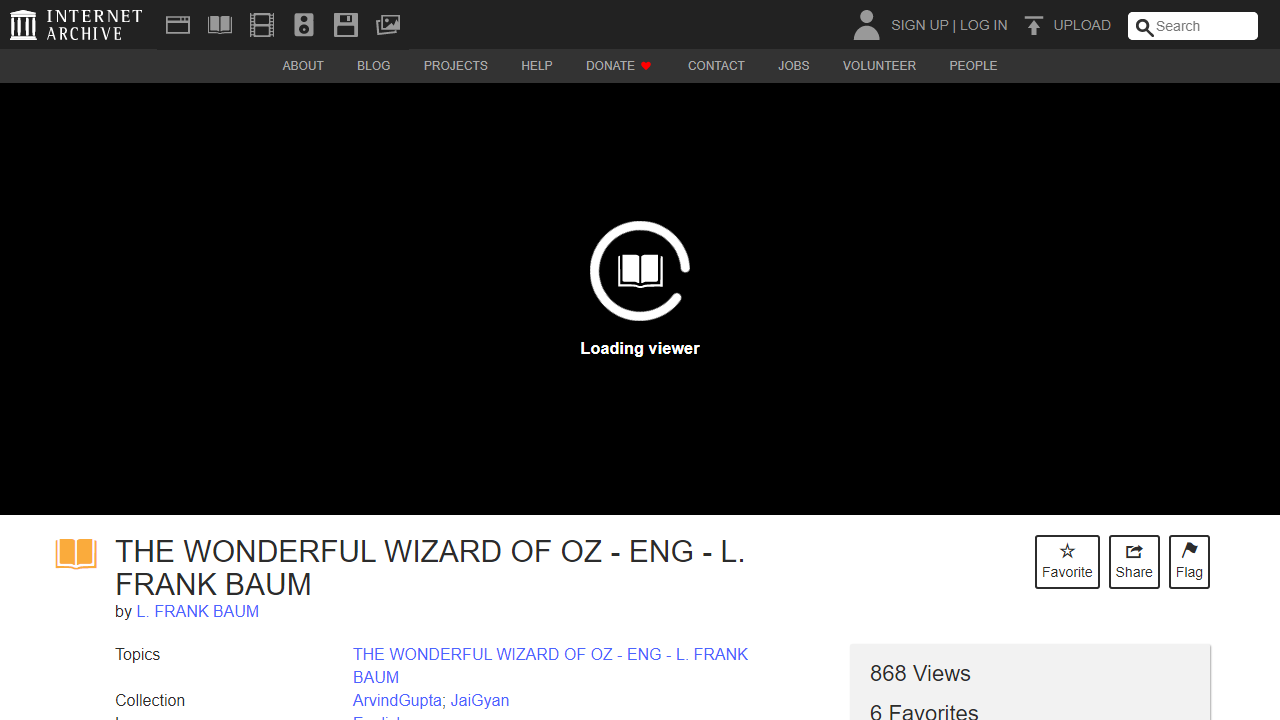 INTERNET
ARCHIVE
SIGN UP | LOG IN
UPLOAD
Search
ABOUT
BLOG
PROJECTS
HELP
DONATE
CONTACT
JOBS
VOLUNTEER
PEOPLE
Loading viewer
THE WONDERFUL WIZARD OF OZ - ENG - L.
FRANK BAUM
by L. FRANK BAUM
Favorite
Share
Flag
Topics
THE WONDERFUL WIZARD OF OZ - ENG - L. FRANK
BAUM
Collection
ArvindGupta; JaiGyan
868 Views
6 Favorites